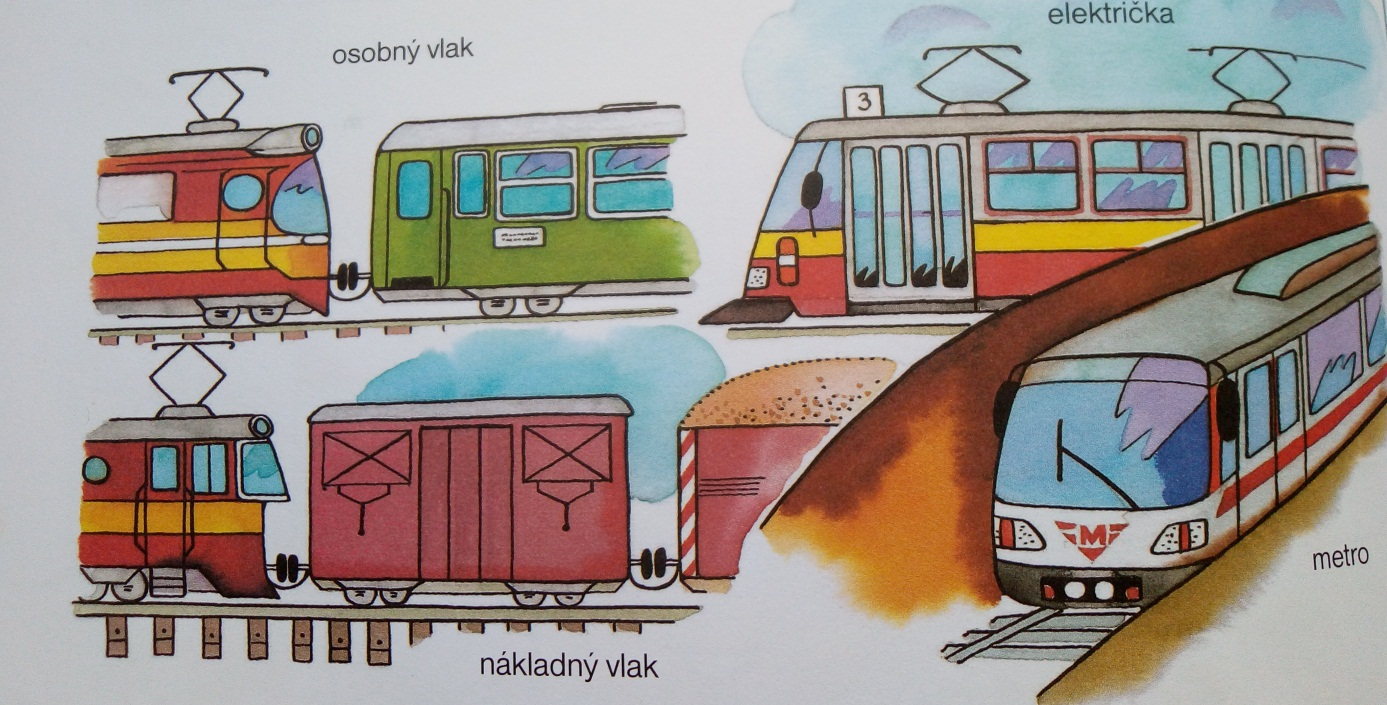 osobný vlak
električka
3
nákladný vlak
M
metro